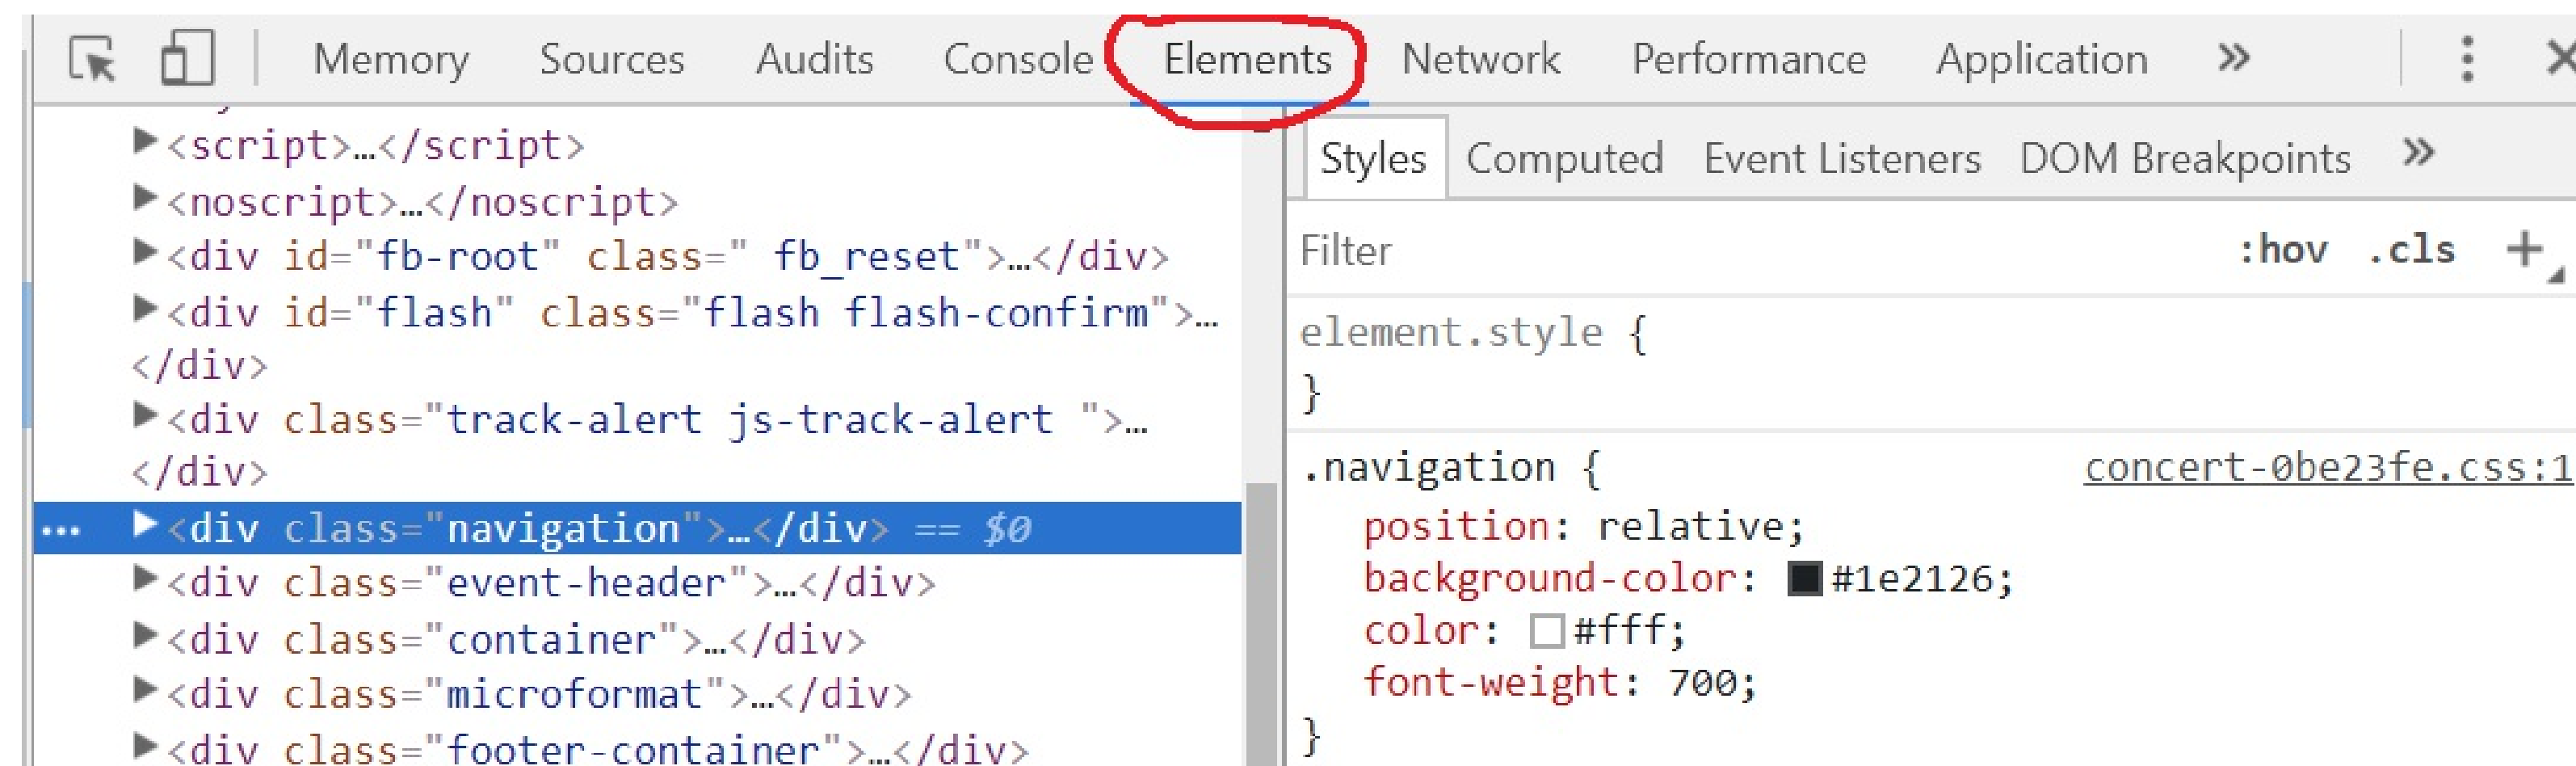 Memory Sources Audits Console Elements Network Performance Application »
<script>…</script>
<noscript>…</noscript>
<div id="fb-root" class=" fb_reset">…</div>
<div id="flash" class="flash flash-confirm">…
</div>
<div class="track-alert js-track-alert ">…
</div>
… <div class="navigation">…</div> == $0
<div class="event-header">…</div>
<div class="container">…</div>
<div class="microformat">…</div>
<div class="footer-container">…</div>
Styles Computed Event Listeners DOM Breakpoints »
Filter :hov .cls +
element.style {
}
.navigation { concert-0be23fe.css:1
position: relative;
background-color: #1e2126;
color: #fff;
font-weight: 700;
}